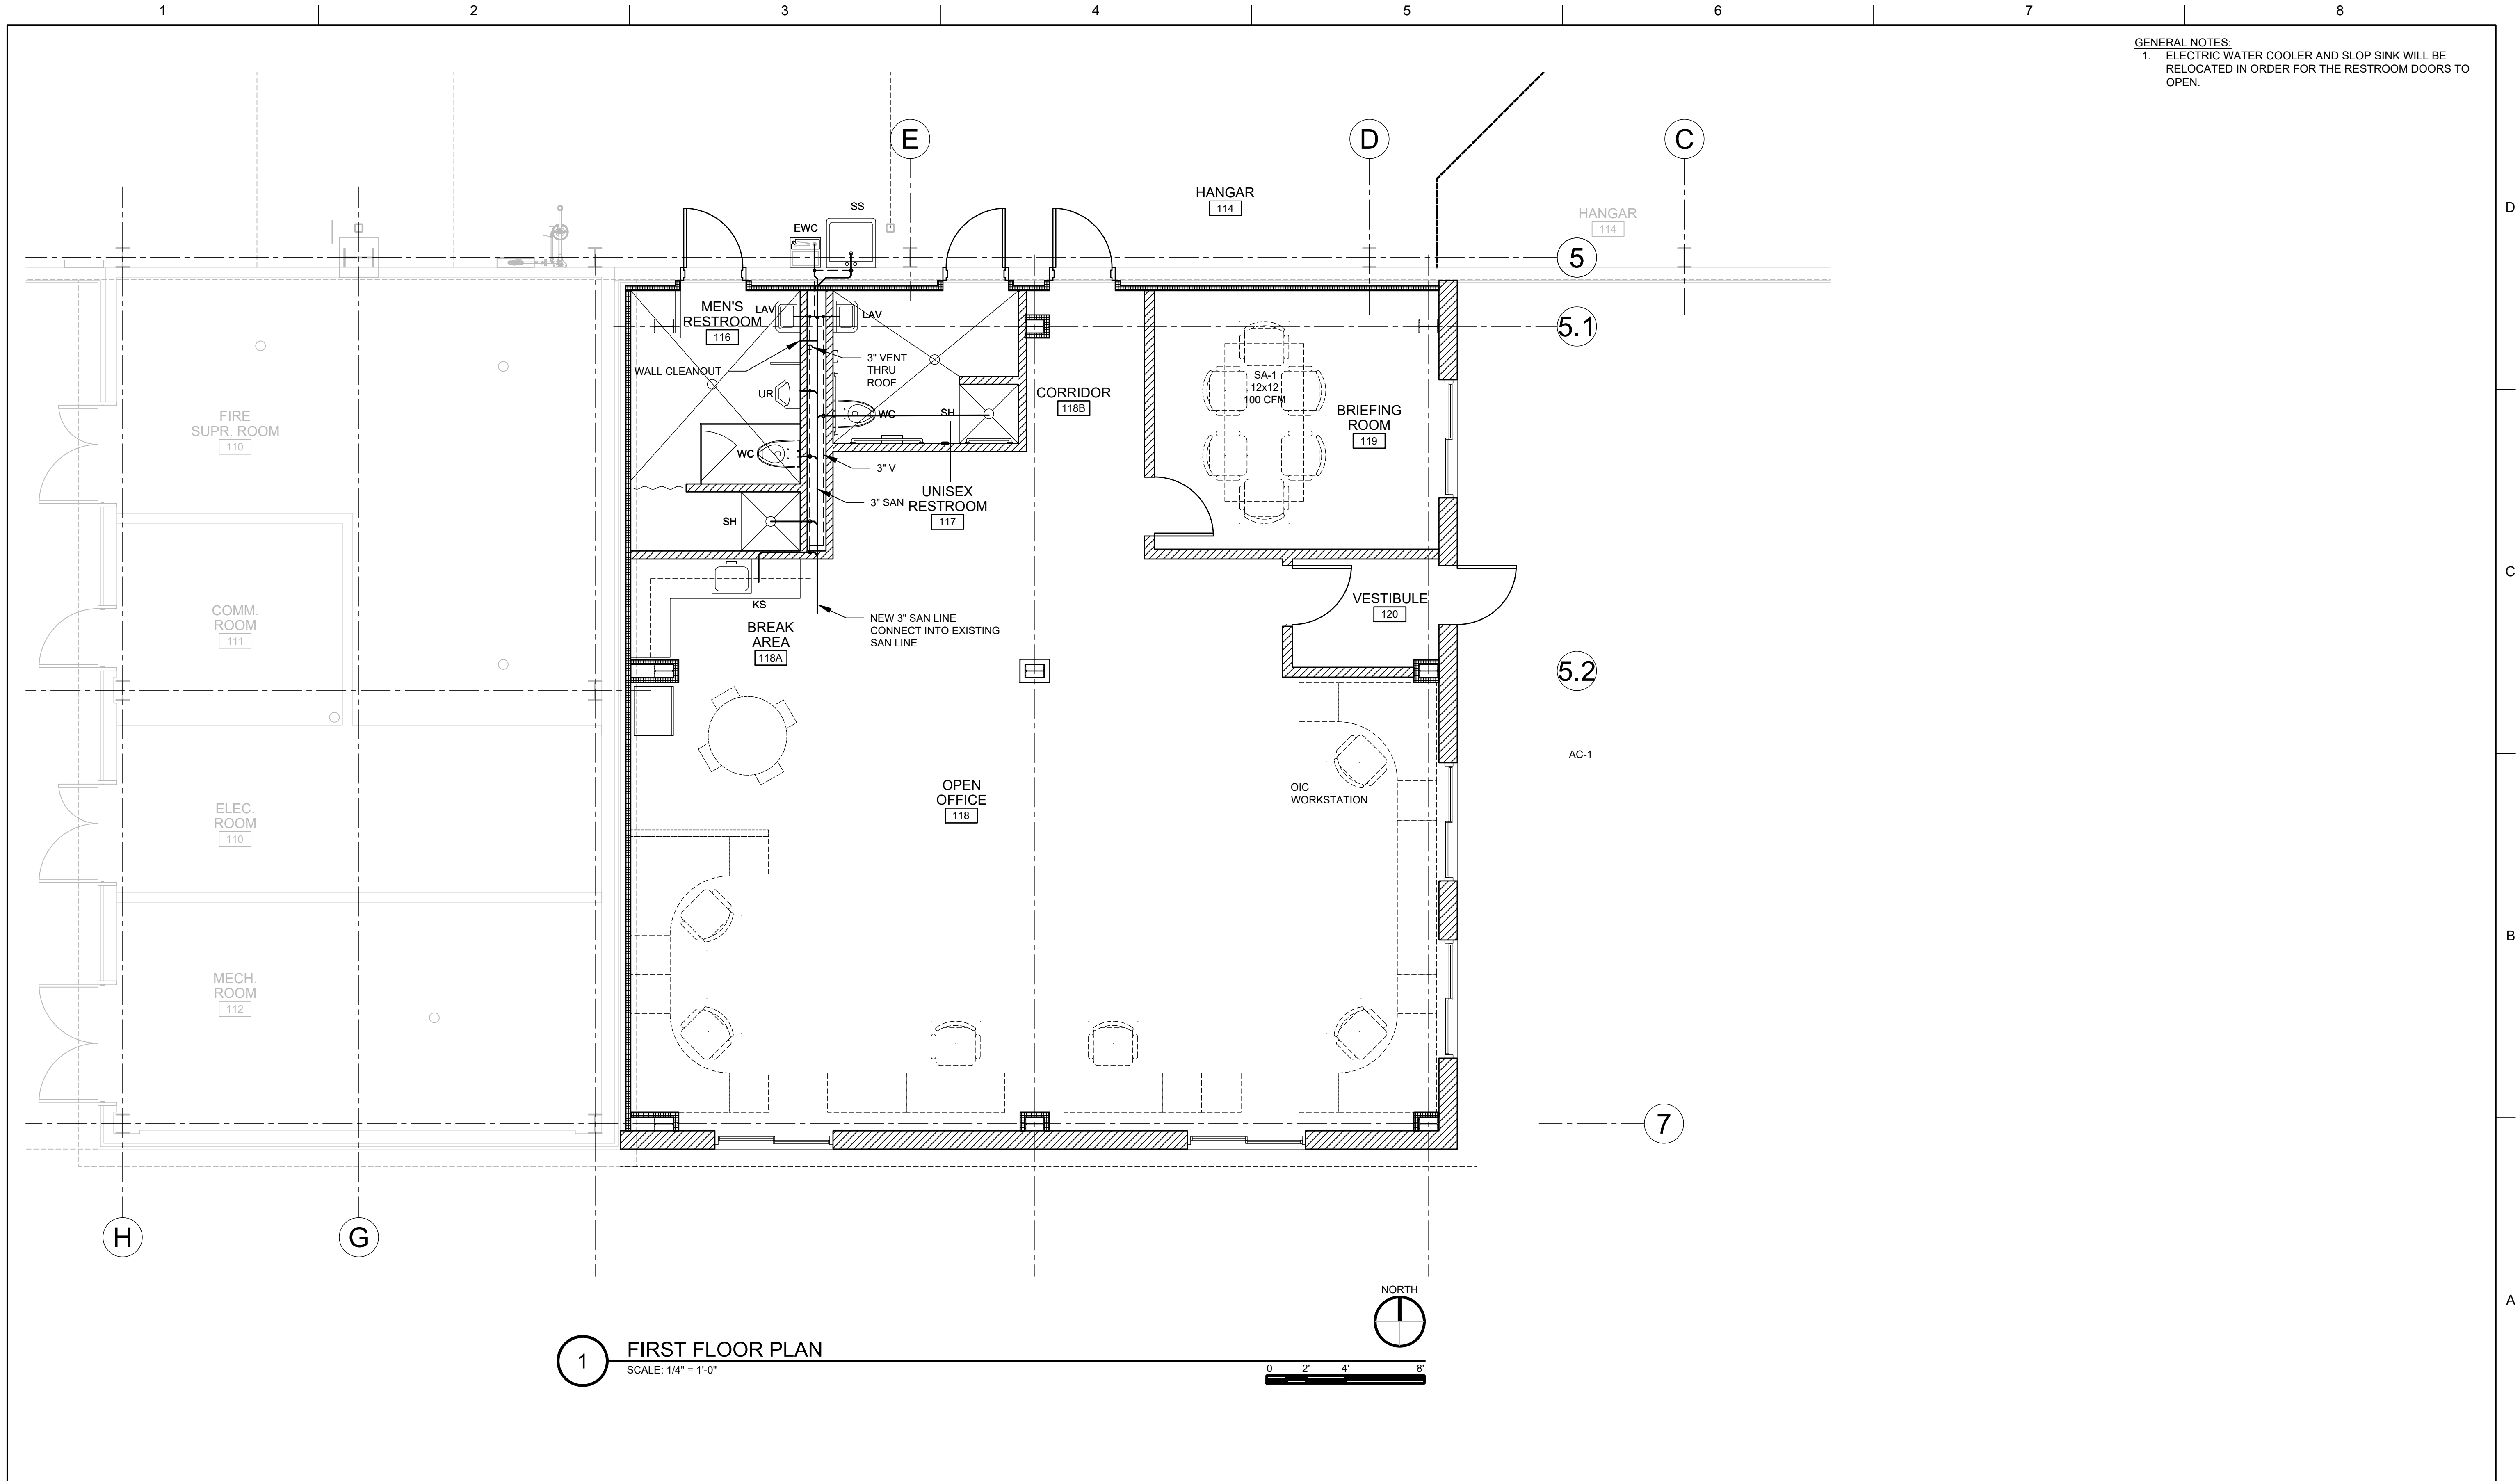 1 2 3 4 5 6 7 8
GENERAL NOTES:
1. ELECTRIC WATER COOLER AND SLOP SINK WILL BE
RELOCATED IN ORDER FOR THE RESTROOM DOORS TO
OPEN.
E
D
C
HANGAR
114
HANGAR
114
D
SS
EWC
5
MEN'S
RESTROOM
116
LAV
LAV
5.1
3" VENT
THRU
ROOF
WALL CLEANOUT
UR
WC
SH
CORRIDOR
118B
SA-1
12x12
100 CFM
BRIEFING
ROOM
119
FIRE
SUPR. ROOM
110
WC
3" V
3" SAN
UNISEX
RESTROOM
117
SH
C
COMM.
ROOM
111
KS
BREAK
AREA
118A
NEW 3" SAN LINE
CONNECT INTO EXISTING
SAN LINE
VESTIBULE
120
5.2
AC-1
OPEN
OFFICE
118
OIC
WORKSTATION
ELEC.
ROOM
110
B
MECH.
ROOM
112
7
H
G
NORTH
A
1
FIRST FLOOR PLAN
SCALE: 1/4" = 1'-0"
0 2' 4' 8'